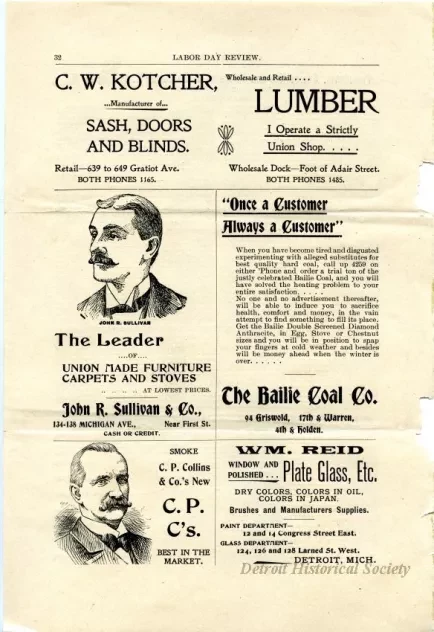 32
LABOR DAY REVIEW.
C. W. KOTCHER,
...Manufacturer of...
SASH, DOORS
AND BLINDS.
Retail—639 to 649 Gratiot Ave.
BOTH PHONES 1165.
Wholesale and Retail ....
LUMBER
I Operate a Strictly
Union Shop. . . . .
Wholesale Dock—Foot of Adair Street.
BOTH PHONES 1485.
JOHN R. SULLIVAN
The Leader
....OF....
UNION MADE FURNITURE
CARPETS AND STOVES
.. .. .. .. AT LOWEST PRICES.
John R. Sullivan & Co.,
134-138 MICHIGAN AVE., Near First St.
CASH OR CREDIT.
"Once a Customer
Always a Customer"
When you have become tired and disgusted
experimenting with alleged substitutes for
best quality hard coal, call up 4259 on
either 'Phone and order a trial ton of the
justly celebrated Bailie Coal, and you will
have solved the heating problem to your
entire satisfaction. . . . .
No one and no advertisement thereafter,
will be able to induce you to sacrifice
health, comfort and money, in the vain
attempt to find something to fill its place.
Get the Bailie Double Screened Diamond
Anthracite, in Egg, Stove or Chestnut
sizes and you will be in position to snap
your fingers at cold weather and besides
will be money ahead when the winter is
over. . . . . .
The Bailie Coal Co.
94 Griswold, 17th & Warren,
4th & Holden.
SMOKE
C. P. Collins
& Co.'s New
C. P.
C's.
BEST IN THE
MARKET.
WM. REID
WINDOW AND
POLISHED . . .
Plate Glass, Etc.
DRY COLORS, COLORS IN OIL,
COLORS IN JAPAN.
Brushes and Manufacturers Supplies.
PAINT DEPARTMENT—
12 and 14 Congress Street East.
GLASS DEPARTMENT—
124, 126 and 128 Larned St. West.
DETROIT, MICH.
Detroit Historical Society